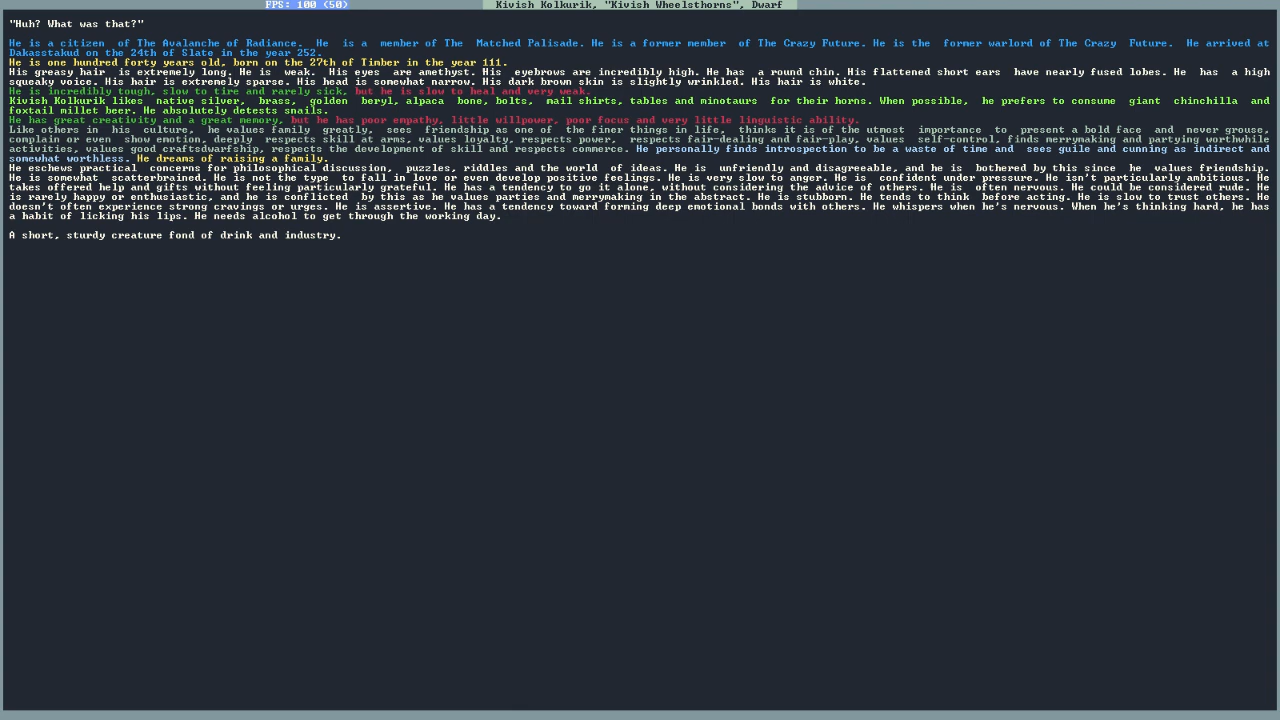 FPS: 100 (50)
Kivish Kolkurik, "Kivish Wheelsthorns", Dwarf
"Huh? What was that?"
He is a citizen of The Avalanche of Radiance. He is a member of The Matched Palisade. He is a former member of The Crazy Future. He is the former warlord of The Crazy Future. He arrived at
Dakasstakud on the 24th of Slate in the year 252.
He is one hundred forty years old, born on the 27th of Timber in the year 111.
His greasy hair is extremely long. He is weak. His eyes are amethyst. His eyebrows are incredibly high. He has a round chin. His flattened short ears have nearly fused lobes. He has a high
squeaky voice. His hair is extremely sparse. His head is somewhat narrow. His dark brown skin is slightly wrinkled. His hair is white.
He is incredibly tough, slow to tire and rarely sick, but he is slow to heal and very weak.
Kivish Kolkurik likes native silver, brass, golden beryl, alpaca bone, bolts, mail shirts, tables and minotaurs for their horns. When possible, he prefers to consume giant chinchilla and
foxtail millet beer. He absolutely detests snails.
He has great creativity and a great memory, but he has poor empathy, little willpower, poor focus and very little linguistic ability.
Like others in his culture, he values family greatly, sees friendship as one of the finer things in life, thinks it is of the utmost importance to present a bold face and never grouse,
complain or even show emotion, deeply respects skill at arms, values loyalty, respects power, respects fair-dealing and fair-play, values self-control, finds merrymaking and partying worthwhile
activities, values good craftsdwarfship, respects the development of skill and respects commerce. He personally finds introspection to be a waste of time and sees guile and cunning as indirect and
somewhat worthless. He dreams of raising a family.
He eschews practical concerns for philosophical discussion, puzzles, riddles and the world of ideas. He is unfriendly and disagreeable, and he is bothered by this since he values friendship.
He is somewhat scatterbrained. He is not the type to fall in love or even develop positive feelings. He is very slow to anger. He is confident under pressure. He isn't particularly ambitious. He
takes offered help and gifts without feeling particularly grateful. He has a tendency to go it alone, without considering the advice of others. He is often nervous. He could be considered rude. He
is rarely happy or enthusiastic, and he is conflicted by this as he values parties and merrymaking in the abstract. He is stubborn. He tends to think before acting. He is slow to trust others. He
doesn't often experience strong cravings or urges. He is assertive. He has a tendency toward forming deep emotional bonds with others. He whispers when he's nervous. When he's thinking hard, he has
a habit of licking his lips. He needs alcohol to get through the working day.
A short, sturdy creature fond of drink and industry.